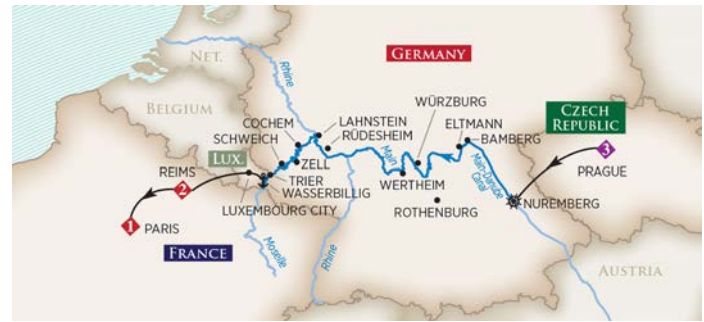 NET.
GERMANY
Rhine
BELGIUM
COCHEM
LAHNSTEIN
RÜDESHEIM
WÜRZBURG
ELTMANN
BAMBERG
CZECH
REPUBLIC
SCHWEICH
LUX.
ZELL
Main
Main-Danube
Canal
3
PRAGUE
REIMS
2
TRIER
WASSERBILLIG
WERTHEIM
NUREMBERG
LUXEMBOURG CITY
ROTHENBURG
1
PARIS
FRANCE
Moselle
Rhine
AUSTRIA